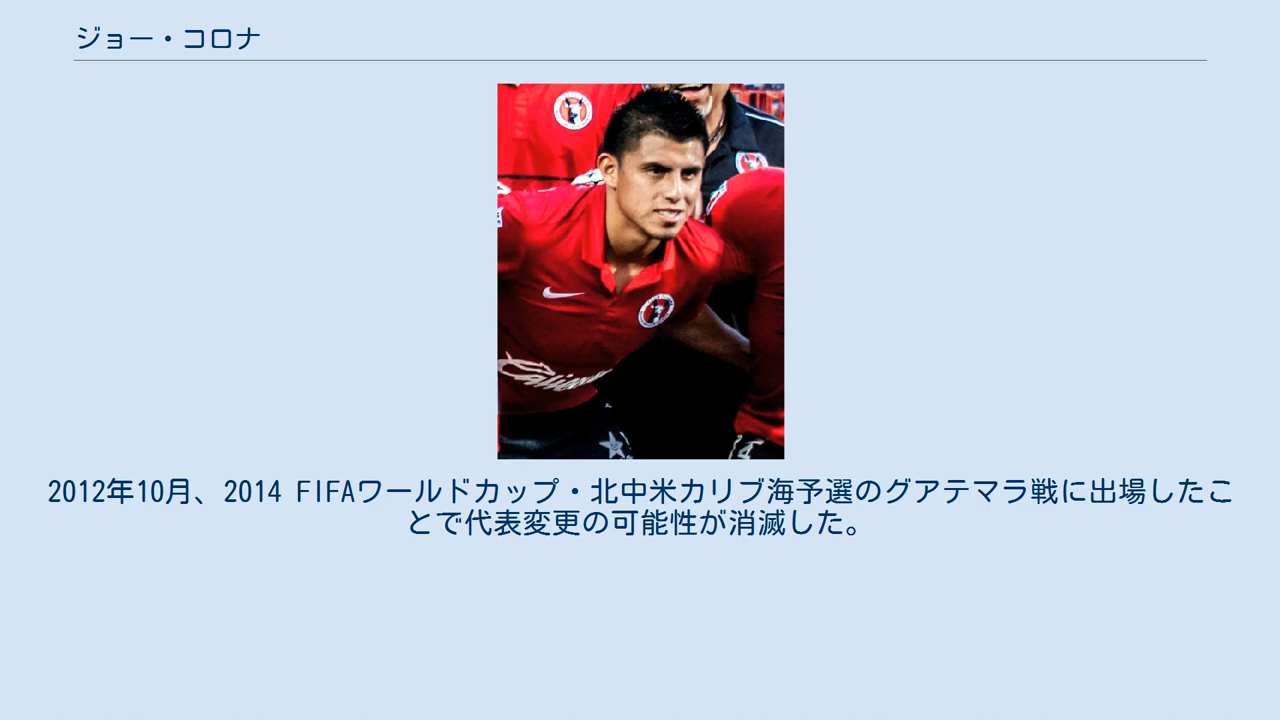 ジョー・コロナ
2012年10月、2014 FIFAワールドカップ・北中米カリブ海予選のグアテマラ戦に出場したこ
とで代表変更の可能性が消滅した。